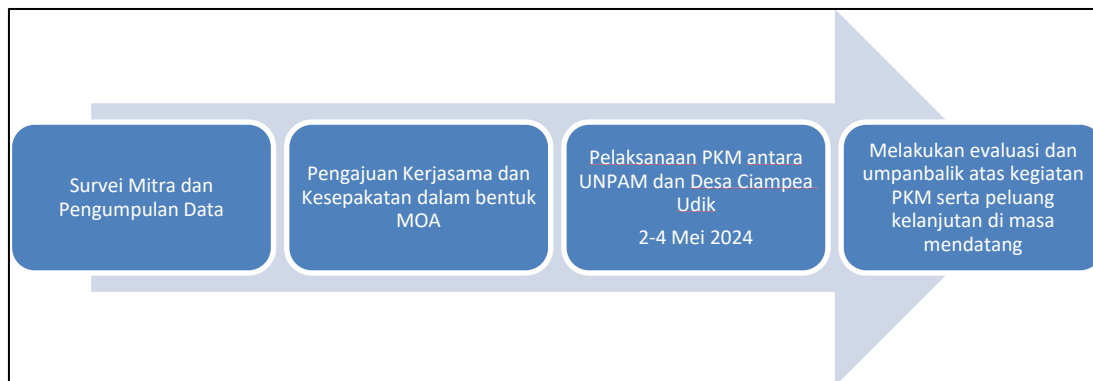 Survei Mitra dan
Pengumpulan Data
Pengajuan Kerjasama dan
Kesepakatan dalam bentuk
MOA
Pelaksanaan PKM antara
UNPAM dan Desa Ciampea
Udik
2-4 Mei 2024
Melakukan evaluasi dan
umpanbalik atas kegiatan
PKM serta peluang
kelanjutan di masa
mendatang